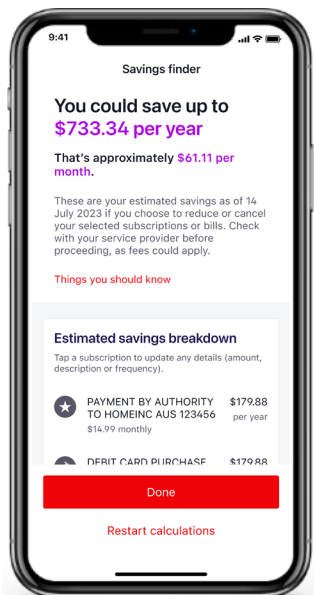 9:41
Savings finder
You could save up to
$733.34 per year
That's approximately $61.11 per
month.
These are your estimated savings as of 14
July 2023 if you choose to reduce or cancel
your selected subscriptions or bills. Check
with your service provider before
proceeding, as fees could apply.
Things you should know
Estimated savings breakdown
Tap a subscription to update any details (amount,
description or frequency).
PAYMENT BY AUTHORITY $179.88
TO HOMEINC AUS 123456 per year
$14.99 monthly
DEBIT CARD PURCHASE $179.88
Done
Restart calculations